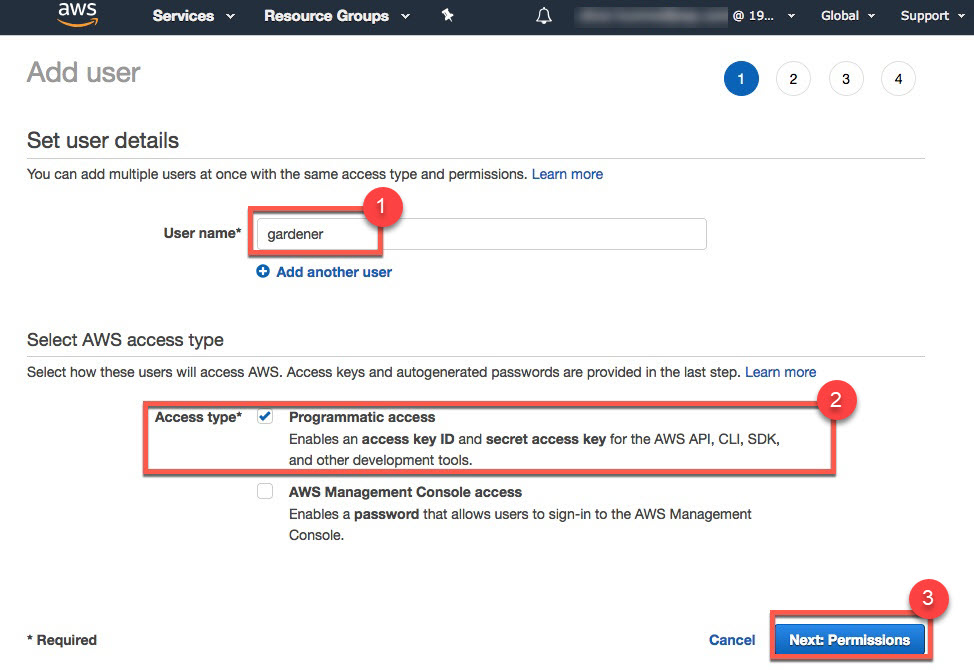 aws Services Resource Groups @ 19... Global Support
Add user
1 2 3 4
Set user details
You can add multiple users at once with the same access type and permissions. Learn more
1
User name* gardener
Add another user
Select AWS access type
Select how these users will access AWS. Access keys and autogenerated passwords are provided in the last step. Learn more
2
Access type* Programmatic access
Enables an access key ID and secret access key for the AWS API, CLI, SDK,
and other development tools.
AWS Management Console access
Enables a password that allows users to sign-in to the AWS Management
Console.
3
* Required Cancel Next: Permissions